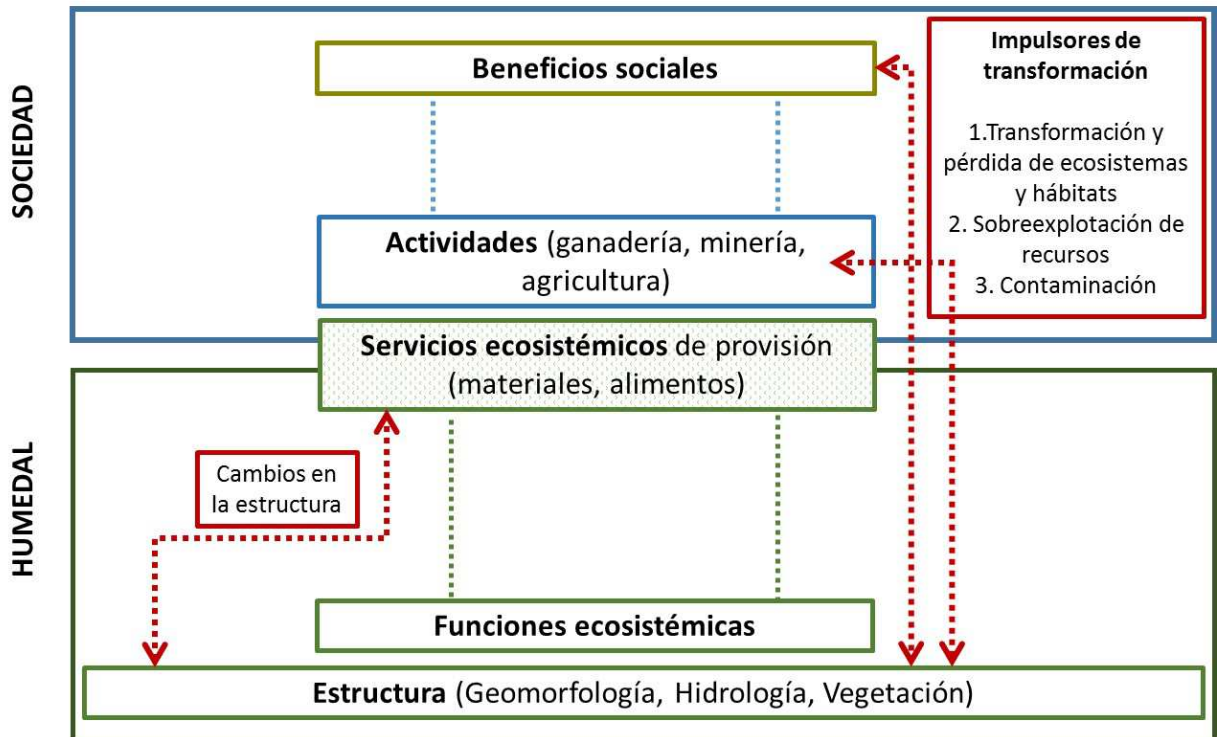 SOCIEDAD
Beneficios sociales
Impulsores de
transformación
1.Transformación y
pérdida de ecosistemas
y hábitats
2. Sobreexplotación de
recursos
3. Contaminación
Actividades (ganadería, minería,
agricultura)
Servicios ecosistémicos de provisión
(materiales, alimentos)
HUMEDAL
Cambios en
la estructura
Funciones ecosistémicas
Estructura (Geomorfología, Hidrología, Vegetación)